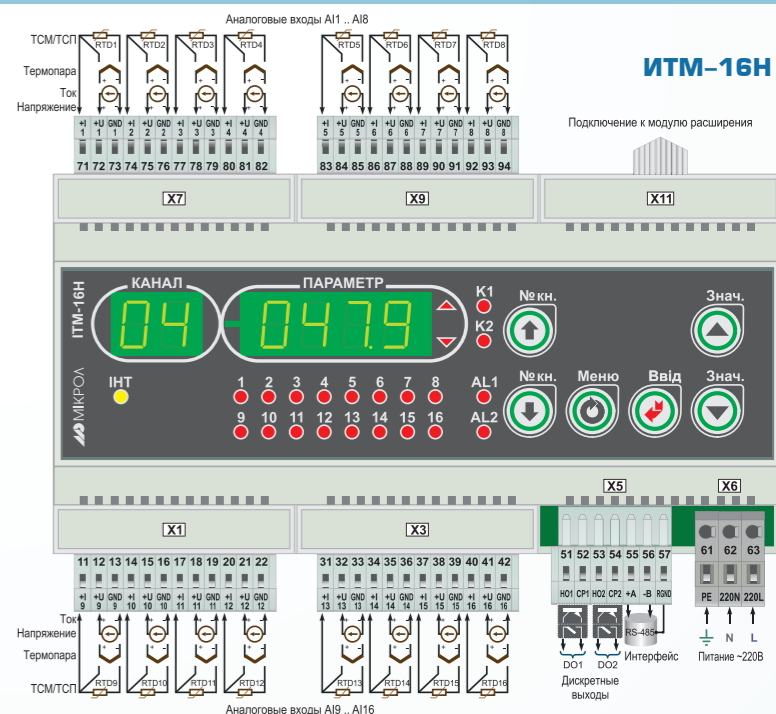 Аналоговые входы AI1 .. AI8
ИТМ–16Н
ТСМ/ТСП RTD1 RTD2 RTD3 RTD4 RTD5 RTD6 RTD7 RTD8
Термопара
Ток
Напряжение
Подключение к модулю расширения
+I +U GND +I +U GND +I +U GND +I +U GND +I +U GND +I +U GND +I +U GND +I +U GND
1 1 1 2 2 2 3 3 3 4 4 4 5 5 5 6 6 6 7 7 7 8 8 8
71 72 73 74 75 76 77 78 79 80 81 82 83 84 85 86 87 88 89 90 91 92 93 94
X7 X9 X11
ІТМ-16Н
КАНАЛ ПАРАМЕТР
04 047.9
K1
K2
№кн. Знач.
ІНТ
1 2 3 4 5 6 7 8 AL1
9 10 11 12 13 14 15 16 AL2
№кн. Меню Ввід Знач.
МІКРОЛ
X5 X6
X1 X3
11 12 13 14 15 16 17 18 19 20 21 22 31 32 33 34 35 36 37 38 39 40 41 42
51 52 53 54 55 56 57
61 62 63
+I +U GND +I +U GND +I +U GND +I +U GND +I +U GND +I +U GND +I +U GND +I +U GND
9 9 9 10 10 10 11 11 11 12 12 12 13 13 13 14 14 14 15 15 15 16 16 16
HO1 CP1 HO2 CP2 +A -B RGND
PE 220N 220L
Ток
Напряжение
Термопара
ТСМ/ТСП RTD9 RTD10 RTD11 RTD12 RTD13 RTD14 RTD15 RTD16
RS-485
N L
DO1 DO2 Интерфейс Питание ~220В
Дискретные
выходы
Аналоговые входы AI9 .. AI16